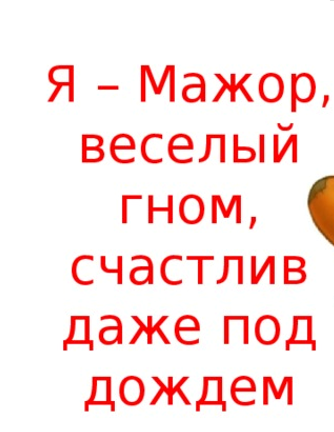 Я – Мажор,
веселый
гном,
счастлив
даже под
дождем